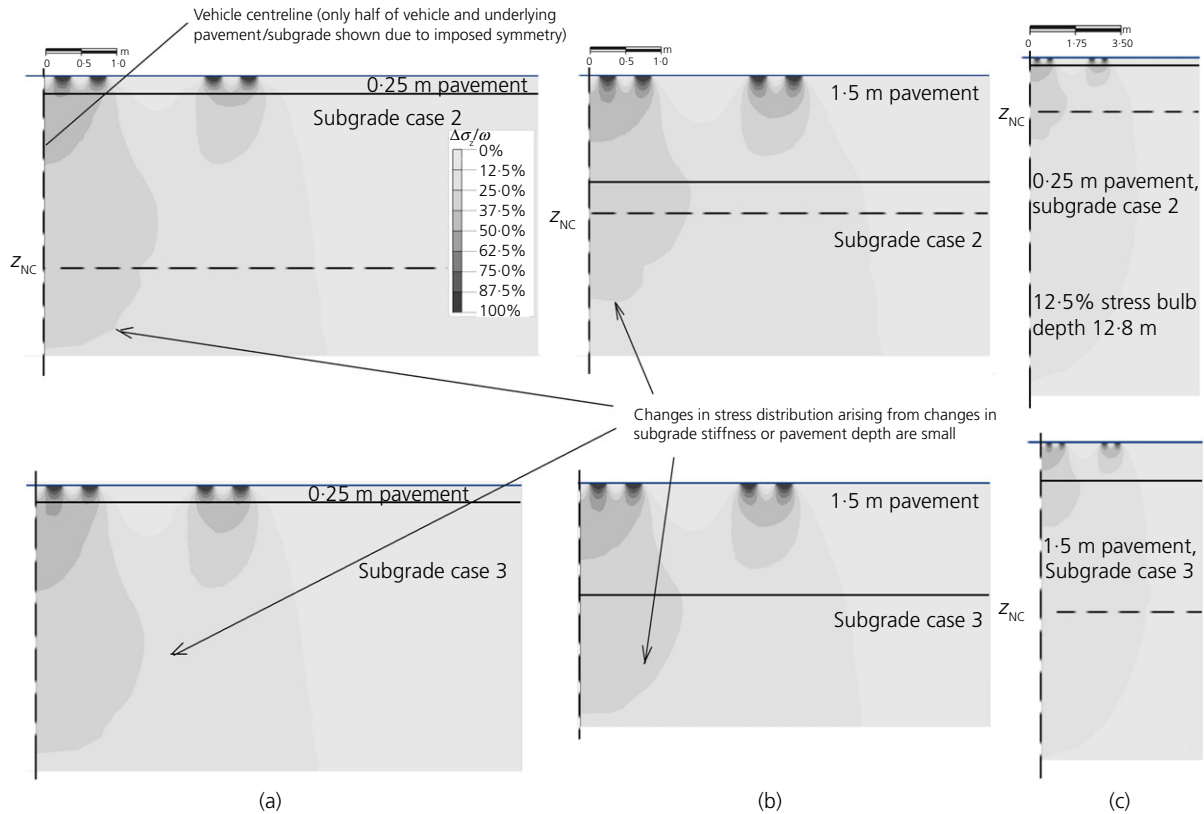 Vehicle centreline (only half of vehicle and underlying
pavement/subgrade shown due to imposed symmetry)
m
0 0·5 1·0
0·25 m pavement
Subgrade case 2
Δσz/ω
0%
12·5%
25·0%
37·5%
50·0%
62·5%
75·0%
87·5%
100%
zNC
m
0 0·5 1·0
1·5 m pavement
zNC
Subgrade case 2
m
0 1·75 3·50
zNC
0·25 m pavement,
subgrade case 2
12·5% stress bulb
depth 12·8 m
Changes in stress distribution arising from changes in
subgrade stiffness or pavement depth are small
0·25 m pavement
Subgrade case 3
1·5 m pavement
Subgrade case 3
1·5 m pavement,
Subgrade case 3
zNC
(a)
(b)
(c)